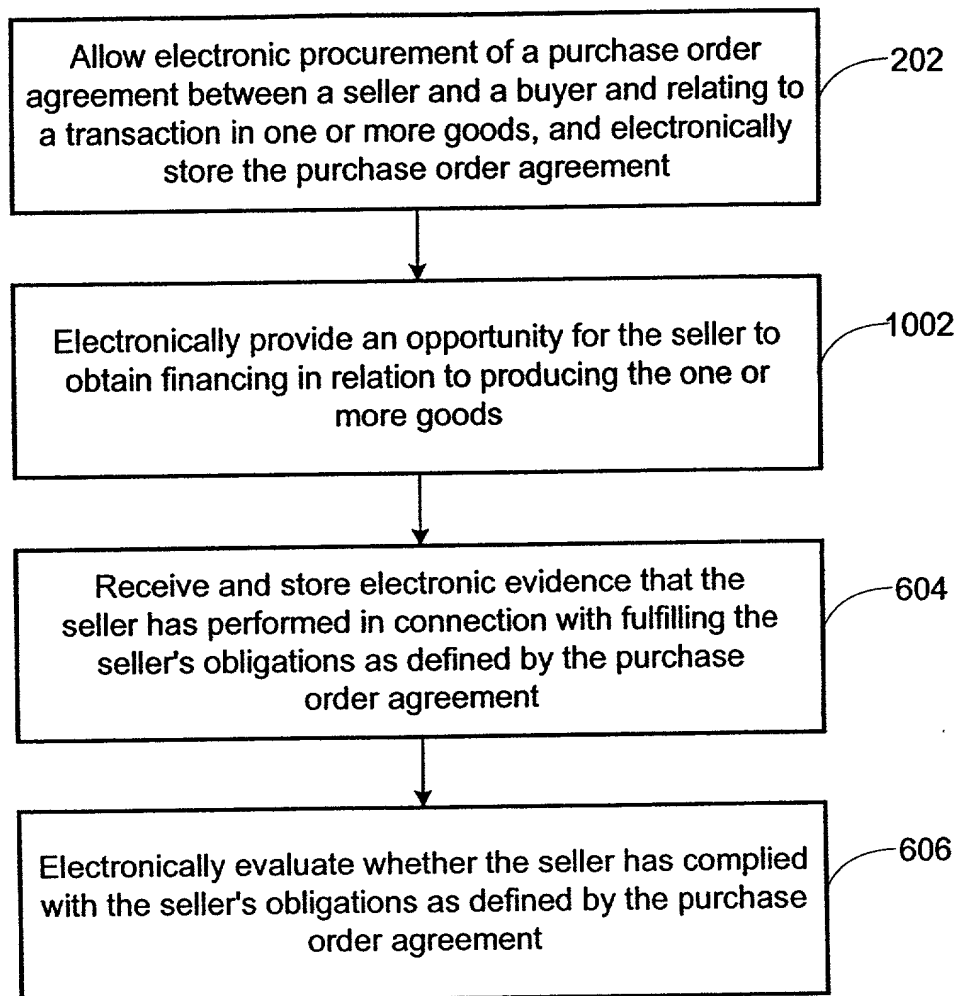 Allow electronic procurement of a purchase order
agreement between a seller and a buyer and relating to
a transaction in one or more goods, and electronically
store the purchase order agreement
202
Electronically provide an opportunity for the seller to
obtain financing in relation to producing the one or
more goods
1002
Receive and store electronic evidence that the
seller has performed in connection with fulfilling the
seller's obligations as defined by the purchase
order agreement
604
Electronically evaluate whether the seller has complied
with the seller's obligations as defined by the purchase
order agreement
606